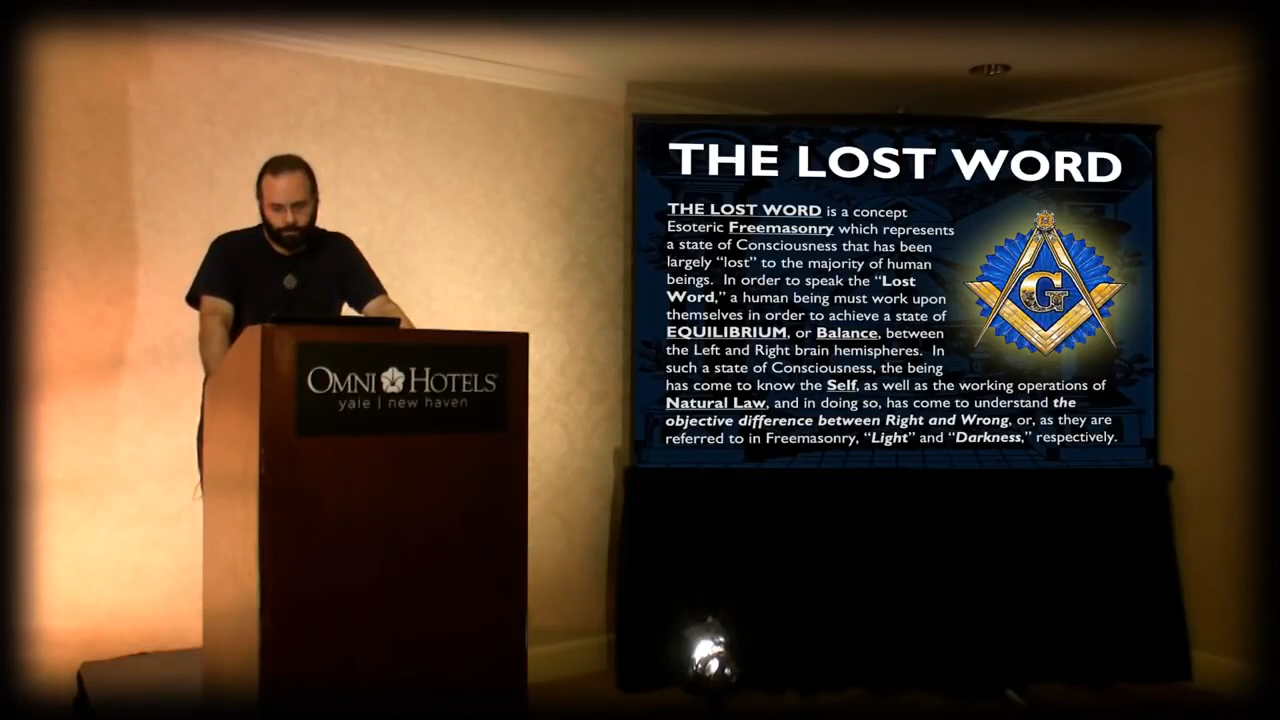 OMNI HOTELS
yale | new haven
THE LOST WORD
THE LOST WORD is a concept
Esoteric Freemasonry which represents
a state of Consciousness that has been
largely “lost” to the majority of human
beings. In order to speak the “Lost
Word,” a human being must work upon
themselves in order to achieve a state of
EQUILIBRIUM, or Balance, between
the Left and Right brain hemispheres. In
such a state of Consciousness, the being
has come to know the Self, as well as the working operations of
Natural Law, and in doing so, has come to understand the
objective difference between Right and Wrong, or, as they are
referred to in Freemasonry, “Light” and “Darkness,” respectively.
G